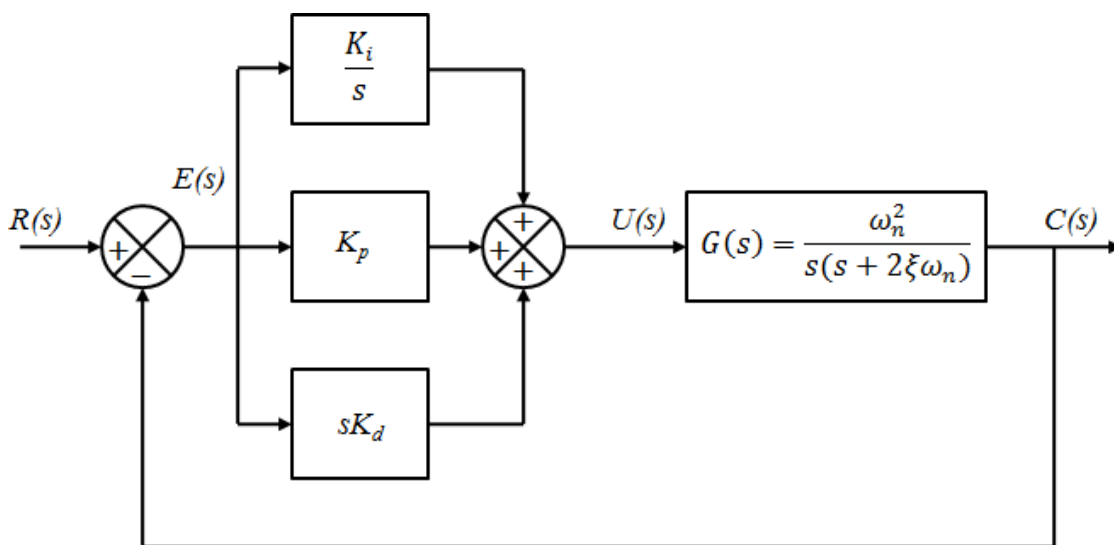 K_i
s
E(s)
R(s)
+
−
K_p
+
+
+
U(s)
G(s) = ω_n^2 / s(s + 2ξω_n)
C(s)
sK_d